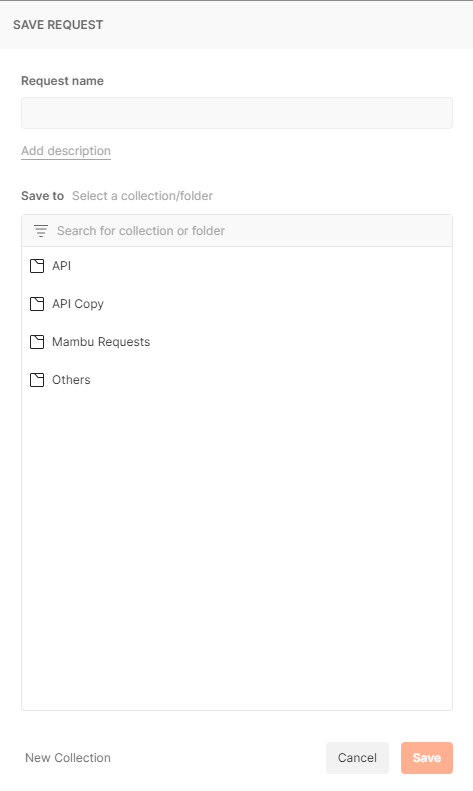 SAVE REQUEST
Request name
Add description
Save to Select a collection/folder
Search for collection or folder
API
API Copy
Mambu Requests
Others
New Collection Cancel Save